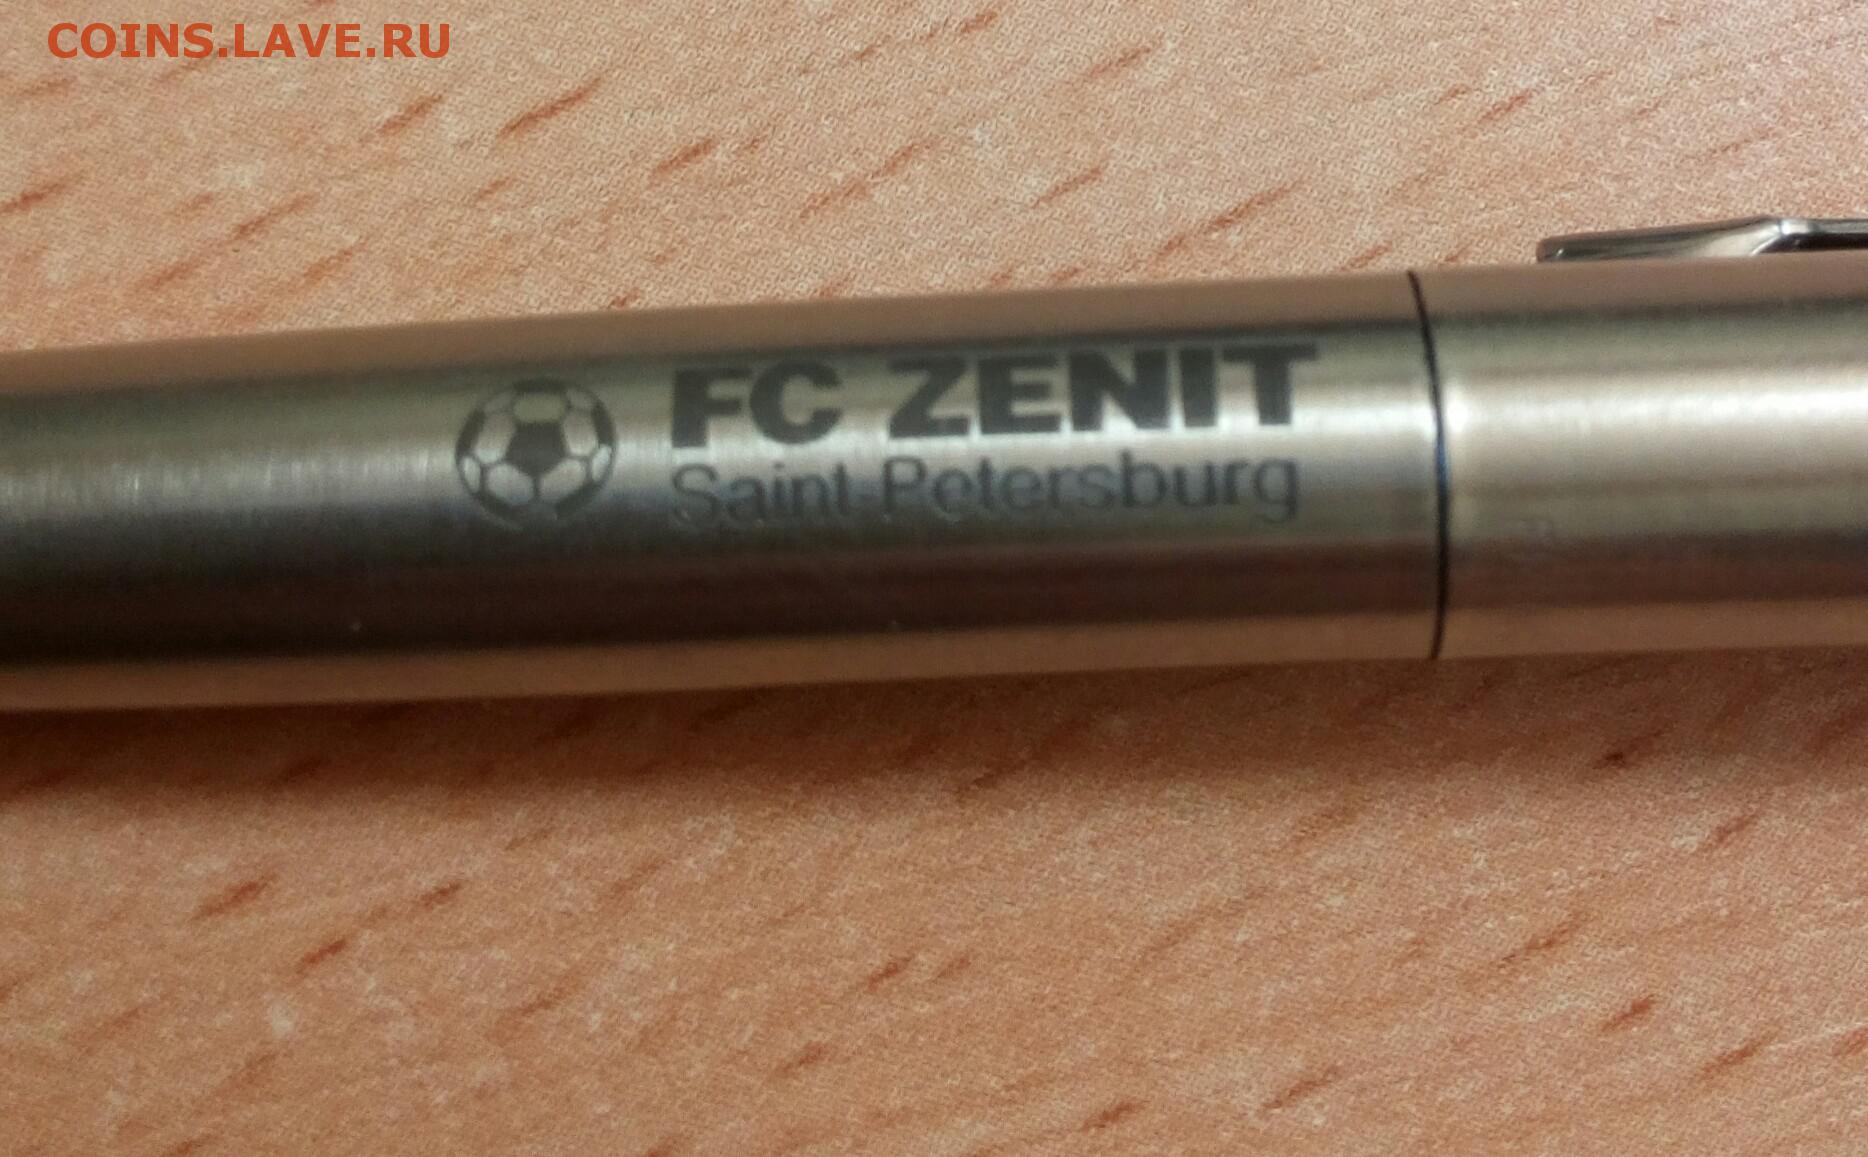 COINS.LAVE.RU
FC ZENIT
Saint-Petersburg